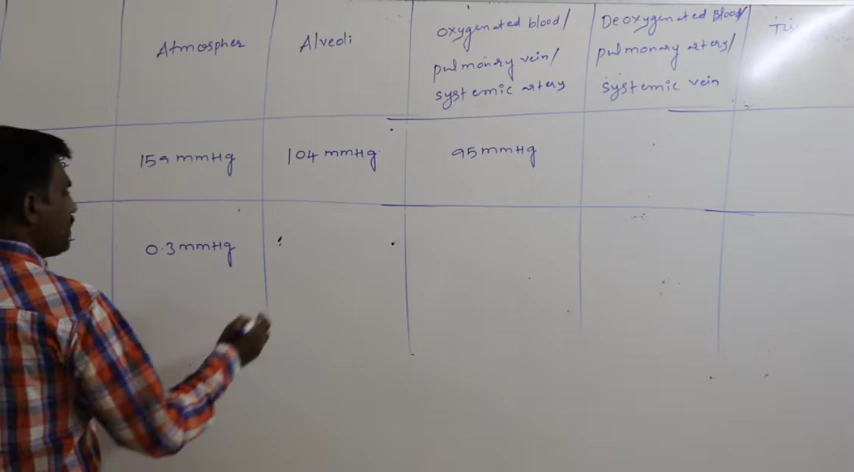 Atmospher
Alveoli
oxygenated blood/
pulmonary vein/
systemic artery
Deoxygenated Blood/
pulmonary artery/
systemic vein
159 mmHg
104 mmHg
95 mmHg
0.3 mmHg